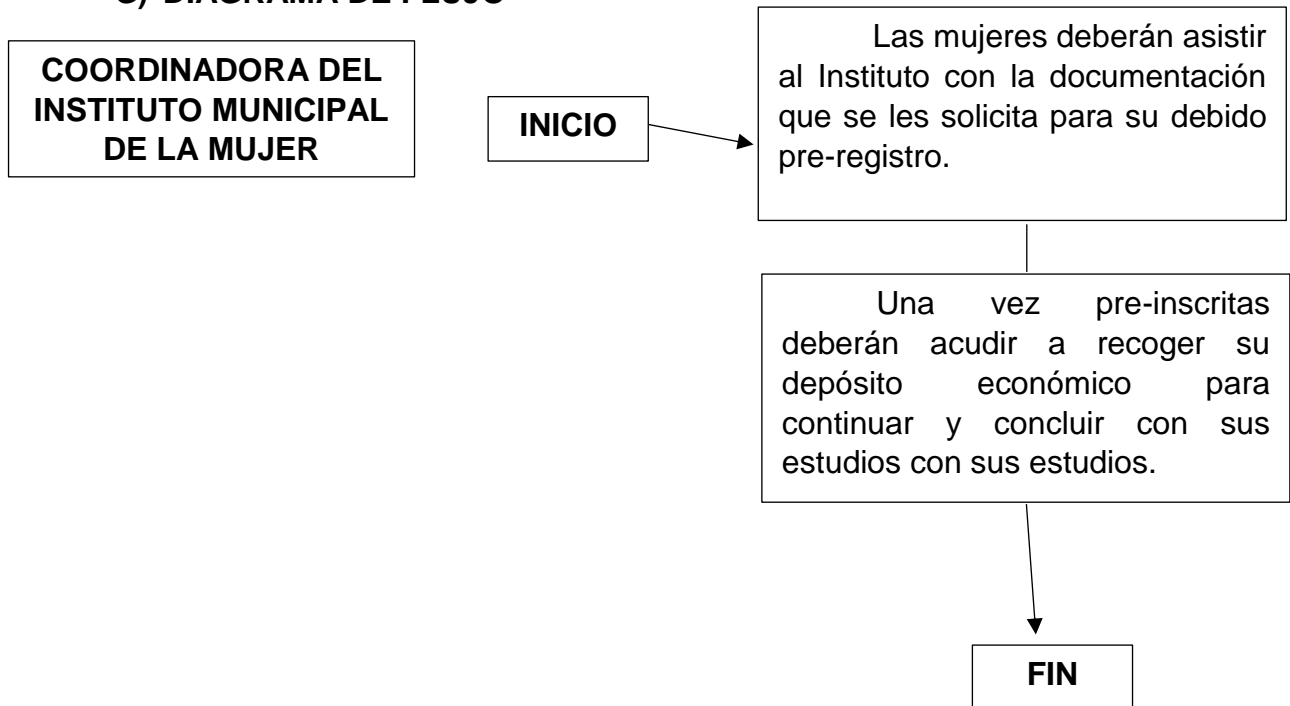 COORDINADORA DEL
INSTITUTO MUNICIPAL
DE LA MUJER
INICIO
Las mujeres deberán asistir
al Instituto con la documentación
que se les solicita para su debido
pre-registro.
Una vez pre-inscritas
deberán acudir a recoger su
depósito económico para
continuar y concluir con sus
estudios con sus estudios.
FIN